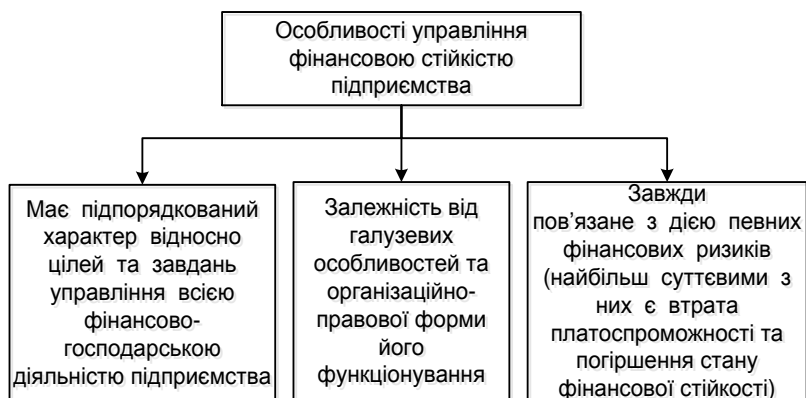 Особливості управління
фінансовою стійкістю
підприємства
Має підпорядкований
характер відносно
цілей та завдань
управління всією
фінансово-
господарською
діяльністю підприємства
Залежність від
галузевих
особливостей та
організаційно-
правової форми
його
функціонування
Завжди
пов’язане з дією певних
фінансових ризиків
(найбільш суттєвими з
них є втрата
платоспроможності та
погіршення стану
фінансової стійкості)